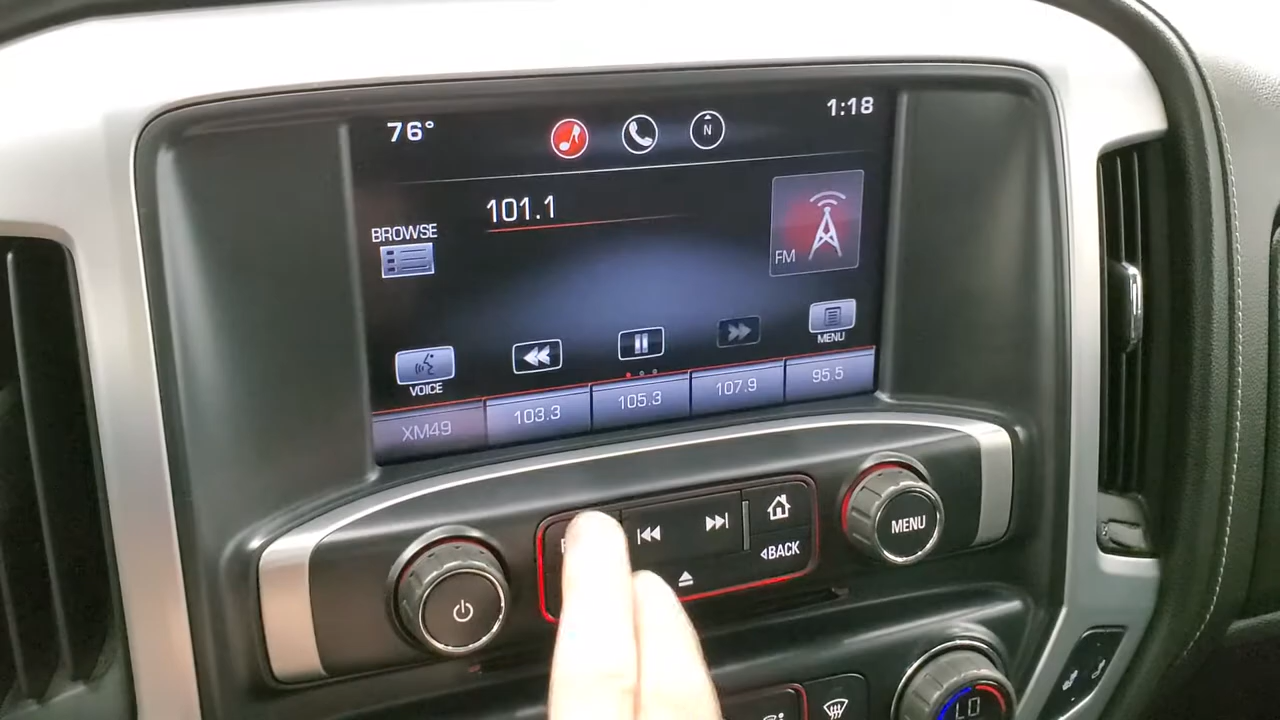 76°
N
1:18
101.1
BROWSE
FM
VOICE
MENU
XM49
103.3
105.3
107.9
95.5
BACK
MENU
LO